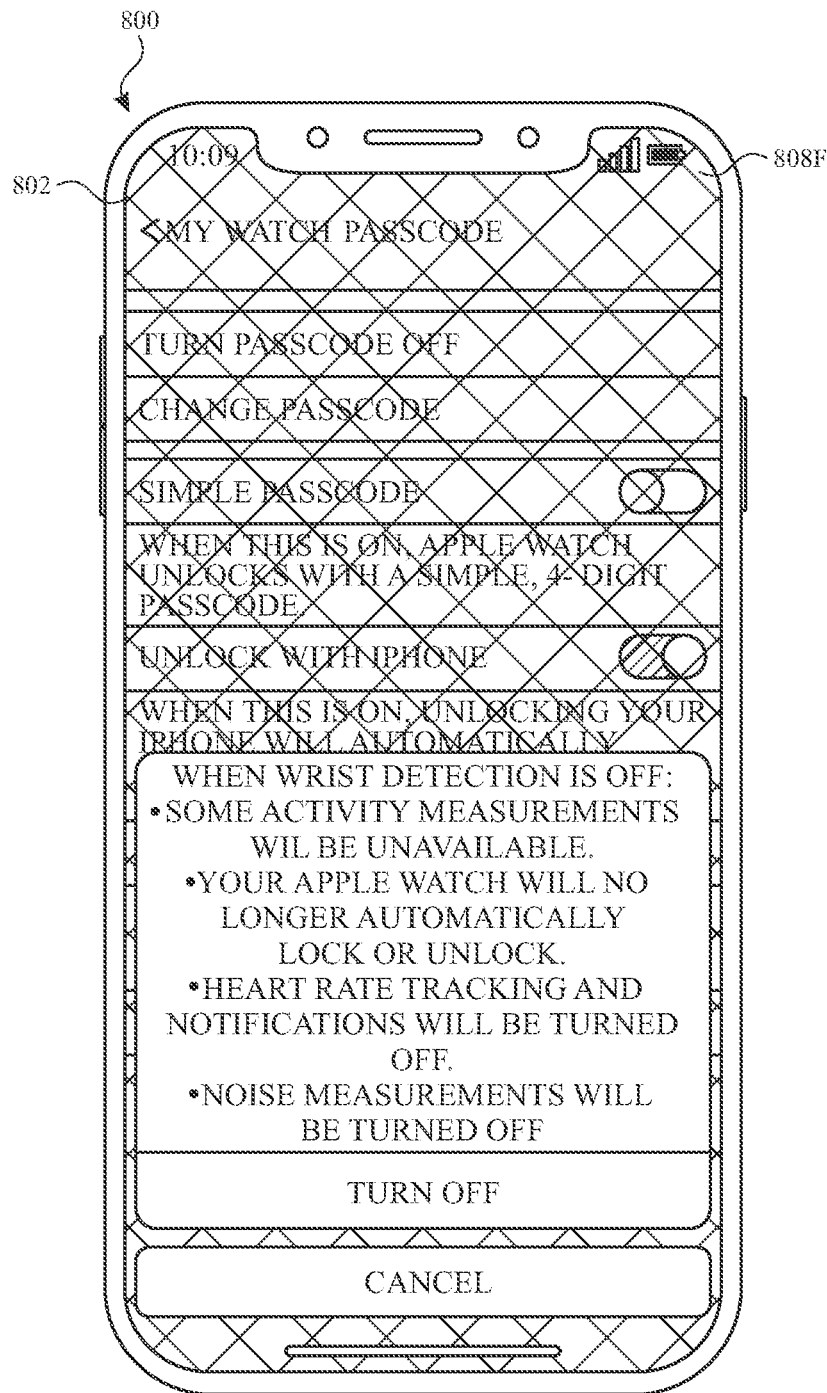 800
10:09
808F
802
<MY WATCH PASSCODE
TURN PASSCODE OFF
CHANGE PASSCODE
SIMPLE PASSCODE
WHEN THIS IS ON, APPLE WATCH
UNLOCKS WITH A SIMPLE, 4- DIGIT
PASSCODE.
UNLOCK WITH IPHONE
WHEN THIS IS ON, UNLOCKING YOUR
IPHONE WILL AUTOMATICALLY
WHEN WRIST DETECTION IS OFF:
•SOME ACTIVITY MEASUREMENTS
WIL BE UNAVAILABLE.
•YOUR APPLE WATCH WILL NO
LONGER AUTOMATICALLY
LOCK OR UNLOCK.
•HEART RATE TRACKING AND
NOTIFICATIONS WILL BE TURNED
OFF.
•NOISE MEASUREMENTS WILL
BE TURNED OFF
TURN OFF
CANCEL